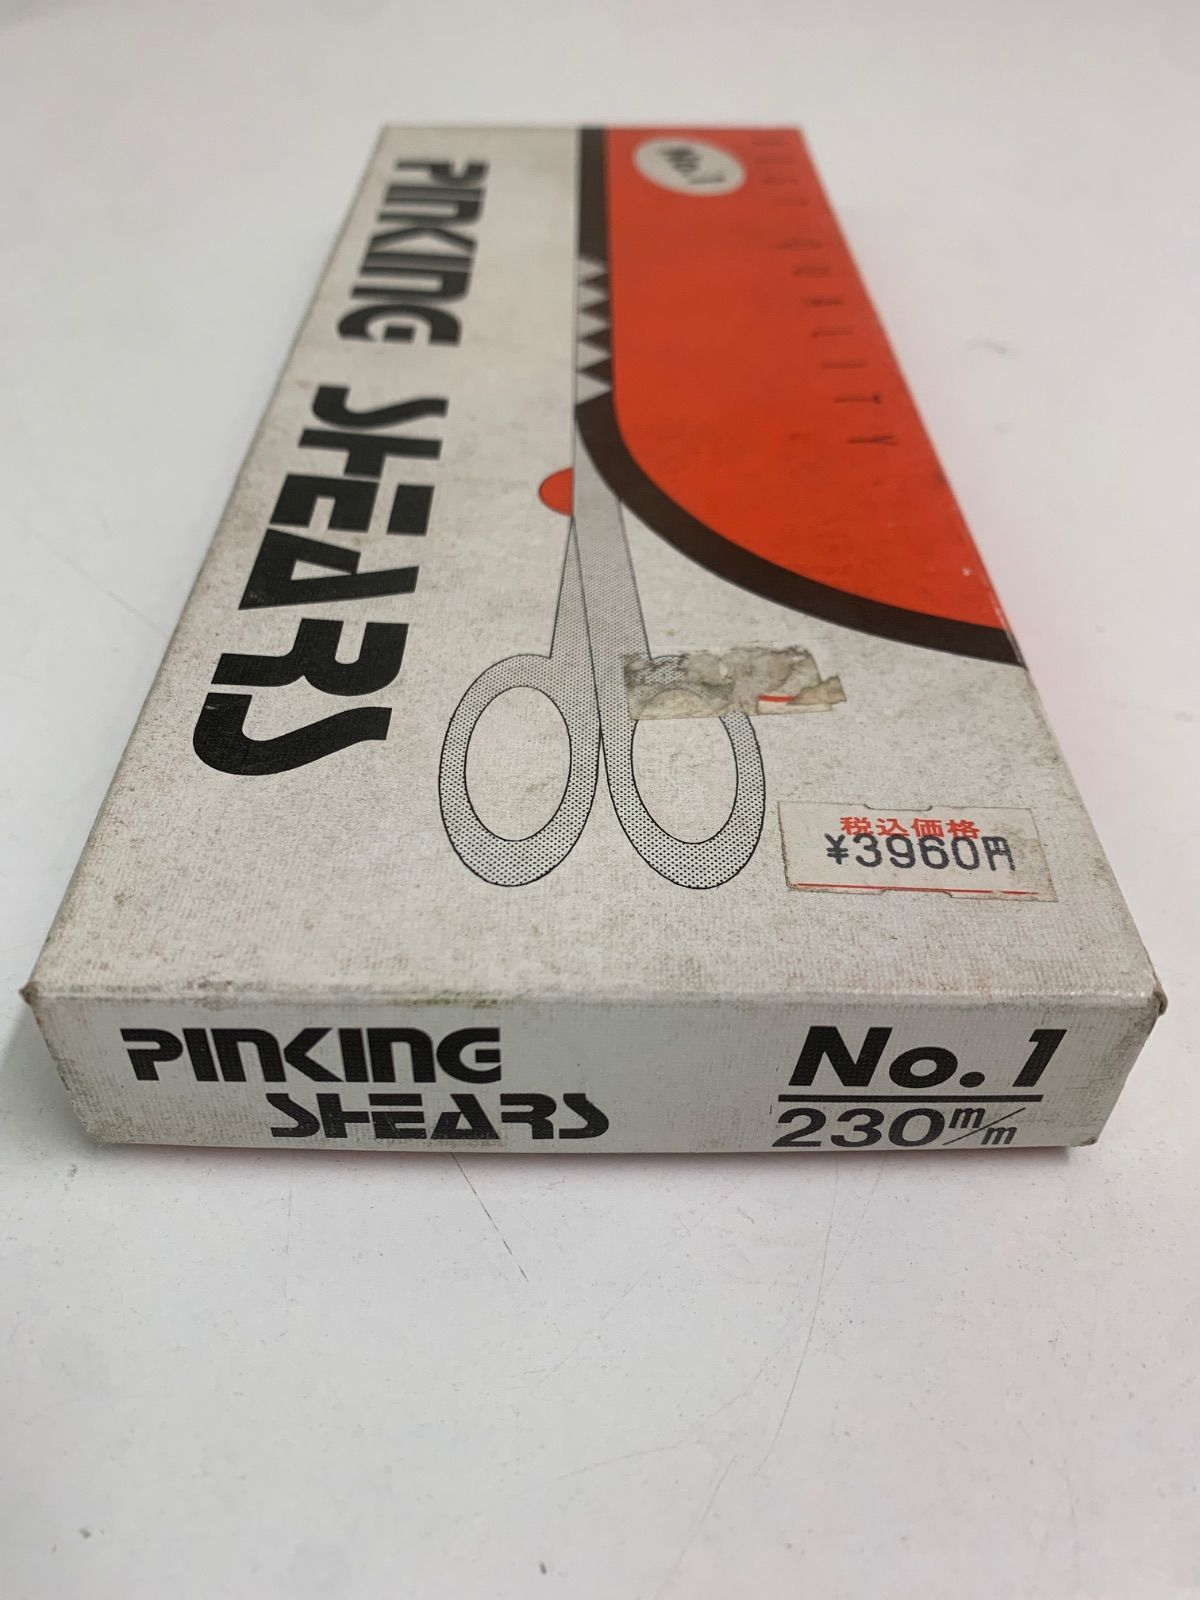 PINKING SHEARS
No.1
BEST QUALITY
税込価格
¥3960円
PINKING
SHEARS
No.1
230m/m